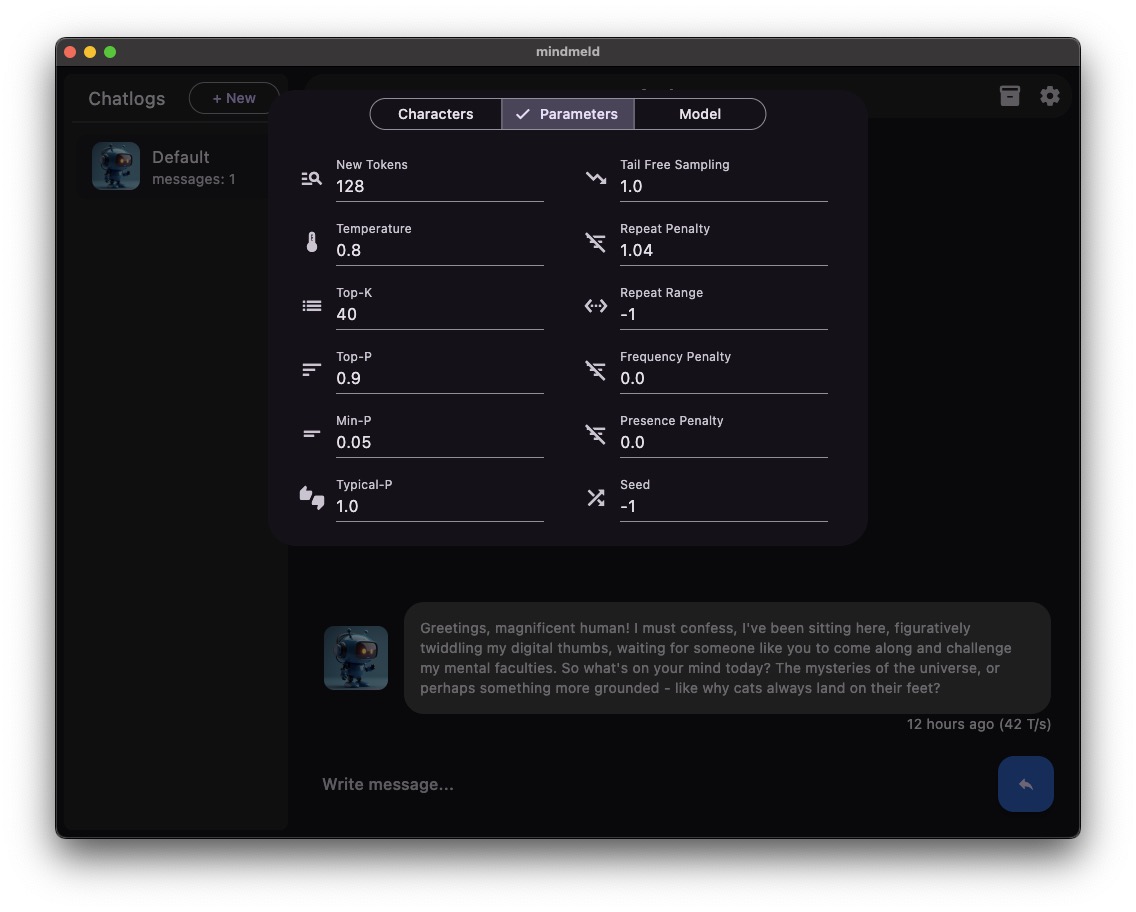 mindmeld
Chatlogs
+ New
Default
messages: 1
Characters
Parameters
Model
New Tokens
128
Temperature
0.8
Top-K
40
Top-P
0.9
Min-P
0.05
Typical-P
1.0
Tail Free Sampling
1.0
Repeat Penalty
1.04
Repeat Range
-1
Frequency Penalty
0.0
Presence Penalty
0.0
Seed
-1
Greetings, magnificent human! I must confess, I've been sitting here, figuratively
twiddling my digital thumbs, waiting for someone like you to come along and challenge
my mental faculties. So what's on your mind today? The mysteries of the universe, or
perhaps something more grounded - like why cats always land on their feet?
12 hours ago (42 T/s)
Write message...